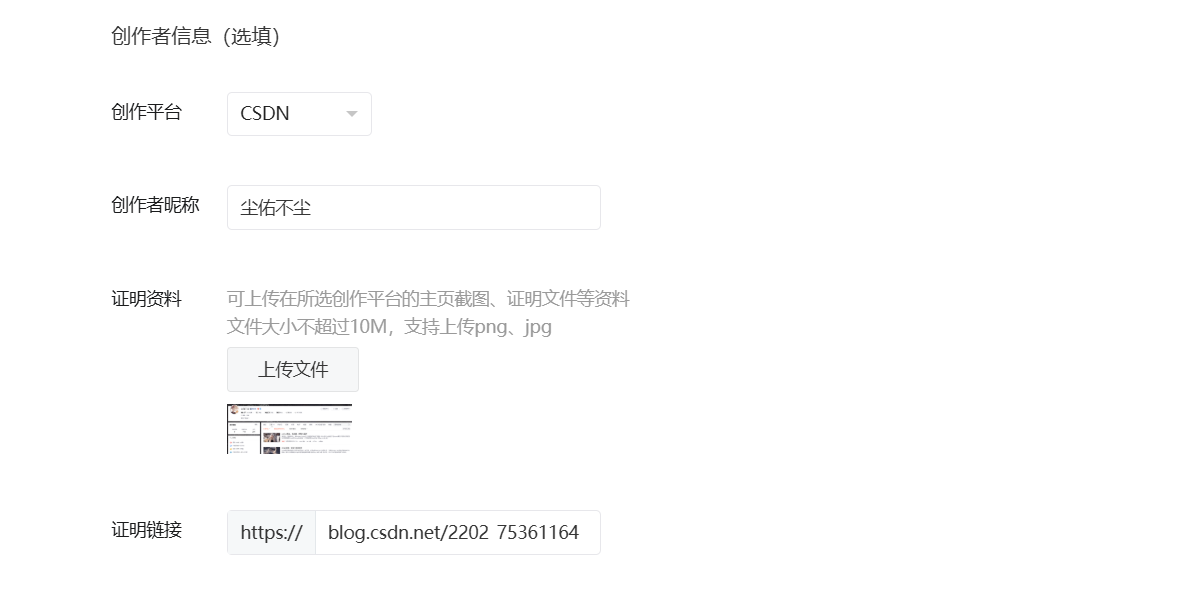 创作者信息（选填）
创作平台
CSDN
创作者昵称
尘佑不尘
证明资料
可上传在所选创作平台的主页截图、证明文件等资料
文件大小不超过10M，支持上传png、jpg
上传文件
证明链接
https://
blog.csdn.net/2202 75361164